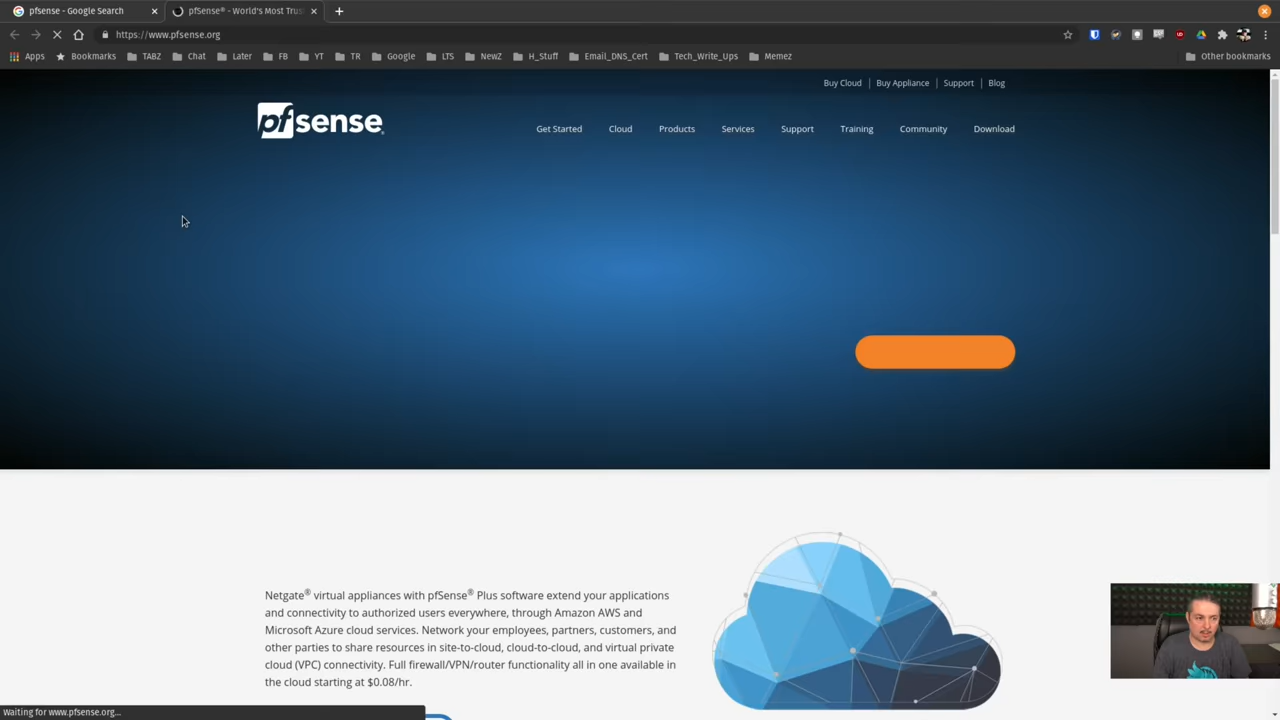 pfsense - Google Search
pfSense® - World's Most Trus
https://www.pfsense.org
Apps Bookmarks TABZ Chat Later FB YT TR Google LTS NewZ H_Stuff Email_DNS_Cert Tech_Write_Ups Memez Other bookmarks
Buy Cloud Buy Appliance Support Blog
pfsense
Get Started Cloud Products Services Support Training Community Download
Netgate® virtual appliances with pfSense® Plus software extend your applications
and connectivity to authorized users everywhere, through Amazon AWS and
Microsoft Azure cloud services. Network your employees, partners, customers, and
other parties to share resources in site-to-cloud, cloud-to-cloud, and virtual private
cloud (VPC) connectivity. Full firewall/VPN/router functionality all in one available in
the cloud starting at $0.08/hr.
Waiting for www.pfsense.org...